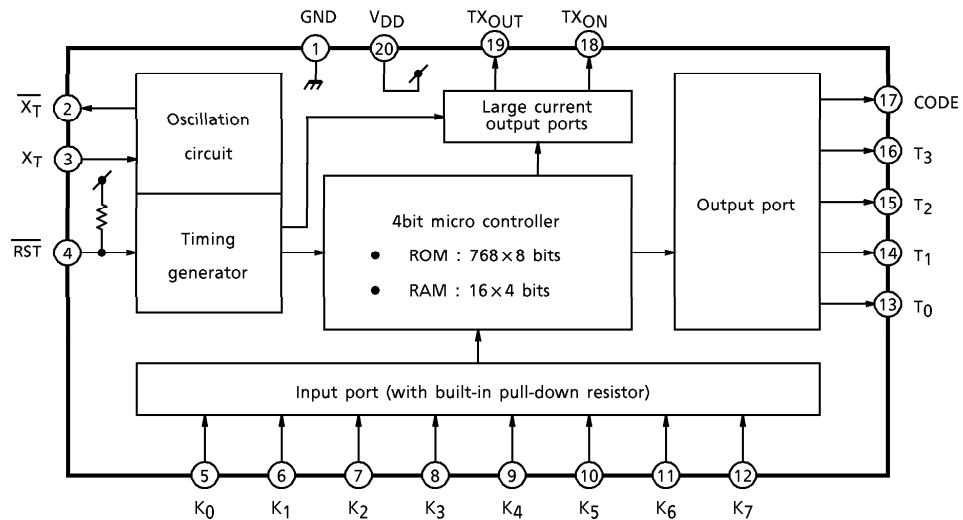 GND VDD TXOUT TXON
1 20 19 18
X̅T̅ 2
XT 3
R̅S̅T̅ 4
Oscillation
circuit
Timing
generator
Large current
output ports
4bit micro controller
● ROM : 768×8 bits
● RAM : 16×4 bits
Output port
17 CODE
16 T3
15 T2
14 T1
13 T0
Input port (with built-in pull-down resistor)
5 6 7 8 9 10 11 12
K0 K1 K2 K3 K4 K5 K6 K7